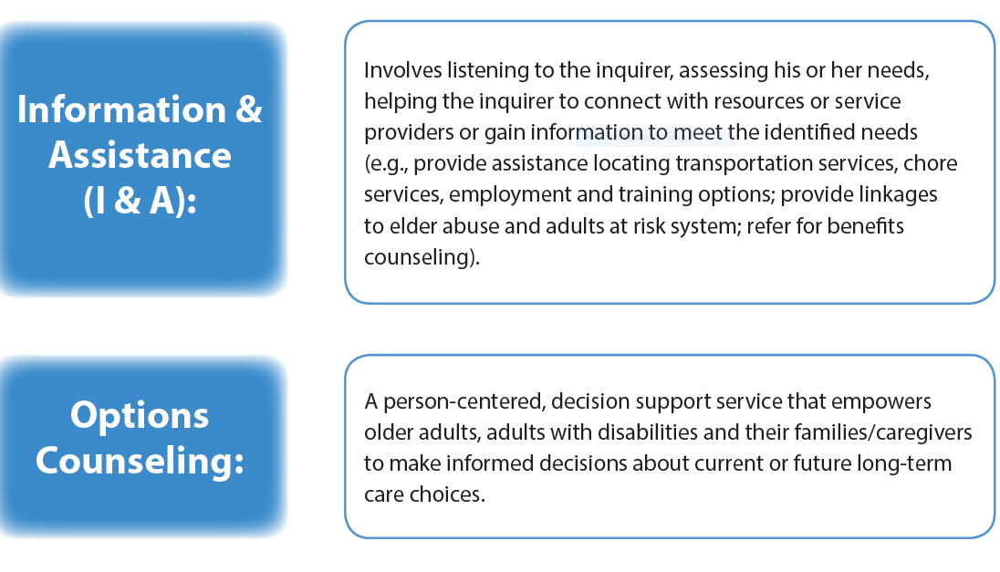 Information &
Assistance
(I & A):
Involves listening to the inquirer, assessing his or her needs,
helping the inquirer to connect with resources or service
providers or gain information to meet the identified needs
(e.g., provide assistance locating transportation services, chore
services, employment and training options; provide linkages
to elder abuse and adults at risk system; refer for benefits
counseling).
Options
Counseling:
A person-centered, decision support service that empowers
older adults, adults with disabilities and their families/caregivers
to make informed decisions about current or future long-term
care choices.